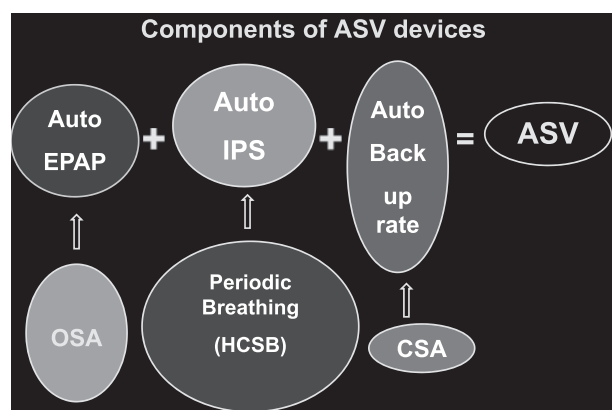 Components of ASV devices
Auto
EPAP
+
Auto
IPS
+
Auto
Back
up
rate
=
ASV
OSA
Periodic
Breathing
(HCSB)
CSA